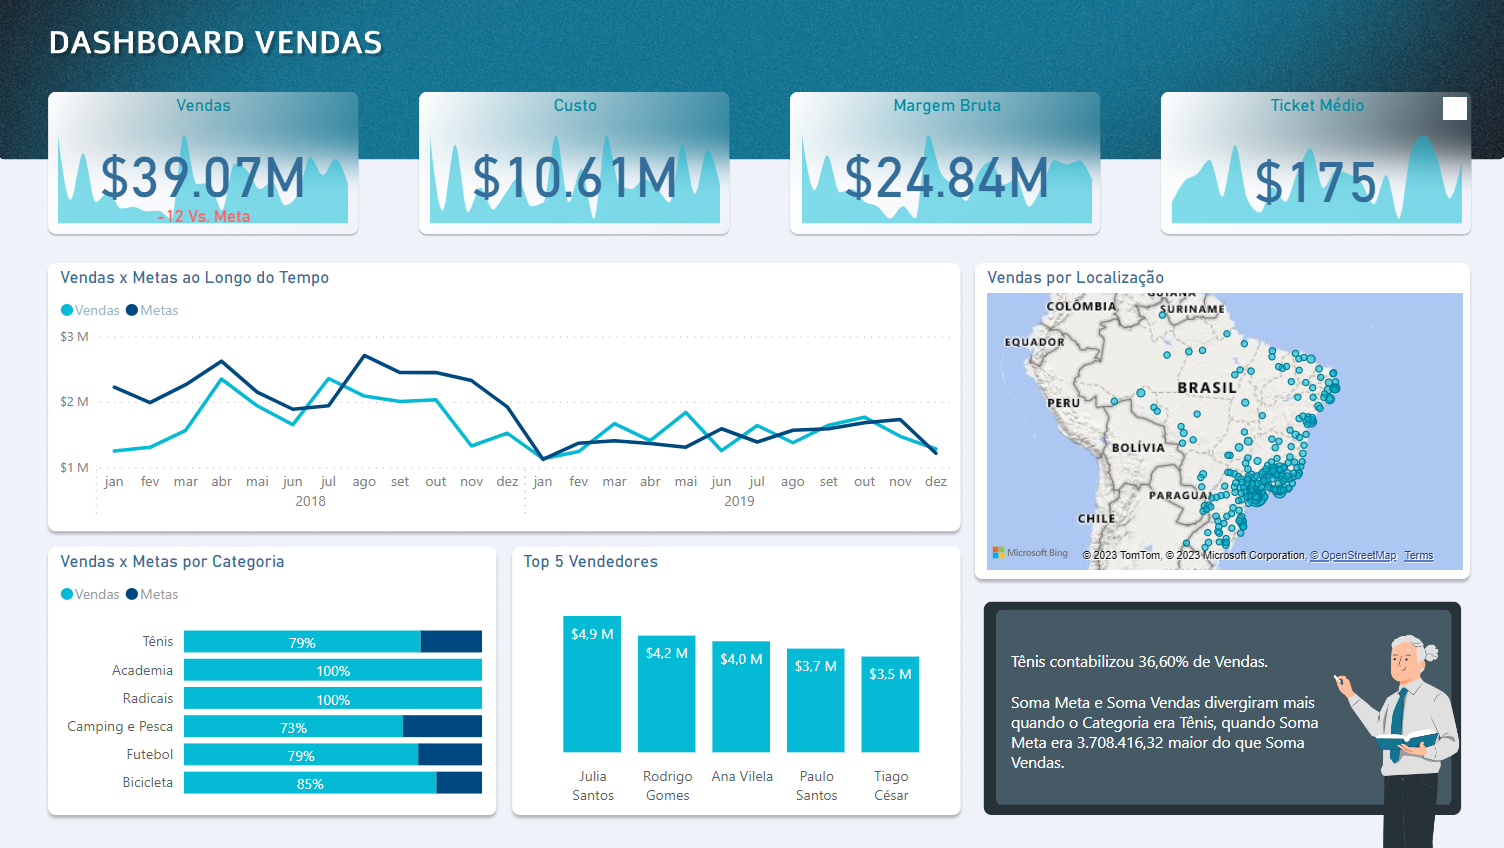 DASHBOARD VENDAS
Vendas
$39.07M
-12 Vs. Meta
Custo
$10.61M
Margem Bruta
$24.84M
Ticket Médio
$175
Vendas x Metas ao Longo do Tempo
Vendas Metas
$3 M
$2 M
$1 M
jan fev mar abr mai jun jul ago set out nov dez jan fev mar abr mai jun jul ago set out nov dez
2018 2019
Vendas por Localização
GUIANA
COLÔMBIA
SURINAME
EQUADOR
BRASIL
PERU
BOLÍVIA
PARAGUAI
CHILE
Microsoft Bing
© 2023 TomTom, © 2023 Microsoft Corporation, © OpenStreetMap Terms
Vendas x Metas por Categoria
Vendas Metas
Tênis 79%
Academia 100%
Radicais 100%
Camping e Pesca 73%
Futebol 79%
Bicicleta 85%
Top 5 Vendedores
$4,9 M
$4,2 M
$4,0 M
$3,7 M
$3,5 M
Julia Rodrigo Ana Vilela Paulo Tiago
Santos Gomes Santos César
Tênis contabilizou 36,60% de Vendas.
Soma Meta e Soma Vendas divergiram mais
quando o Categoria era Tênis, quando Soma
Meta era 3.708.416,32 maior do que Soma
Vendas.